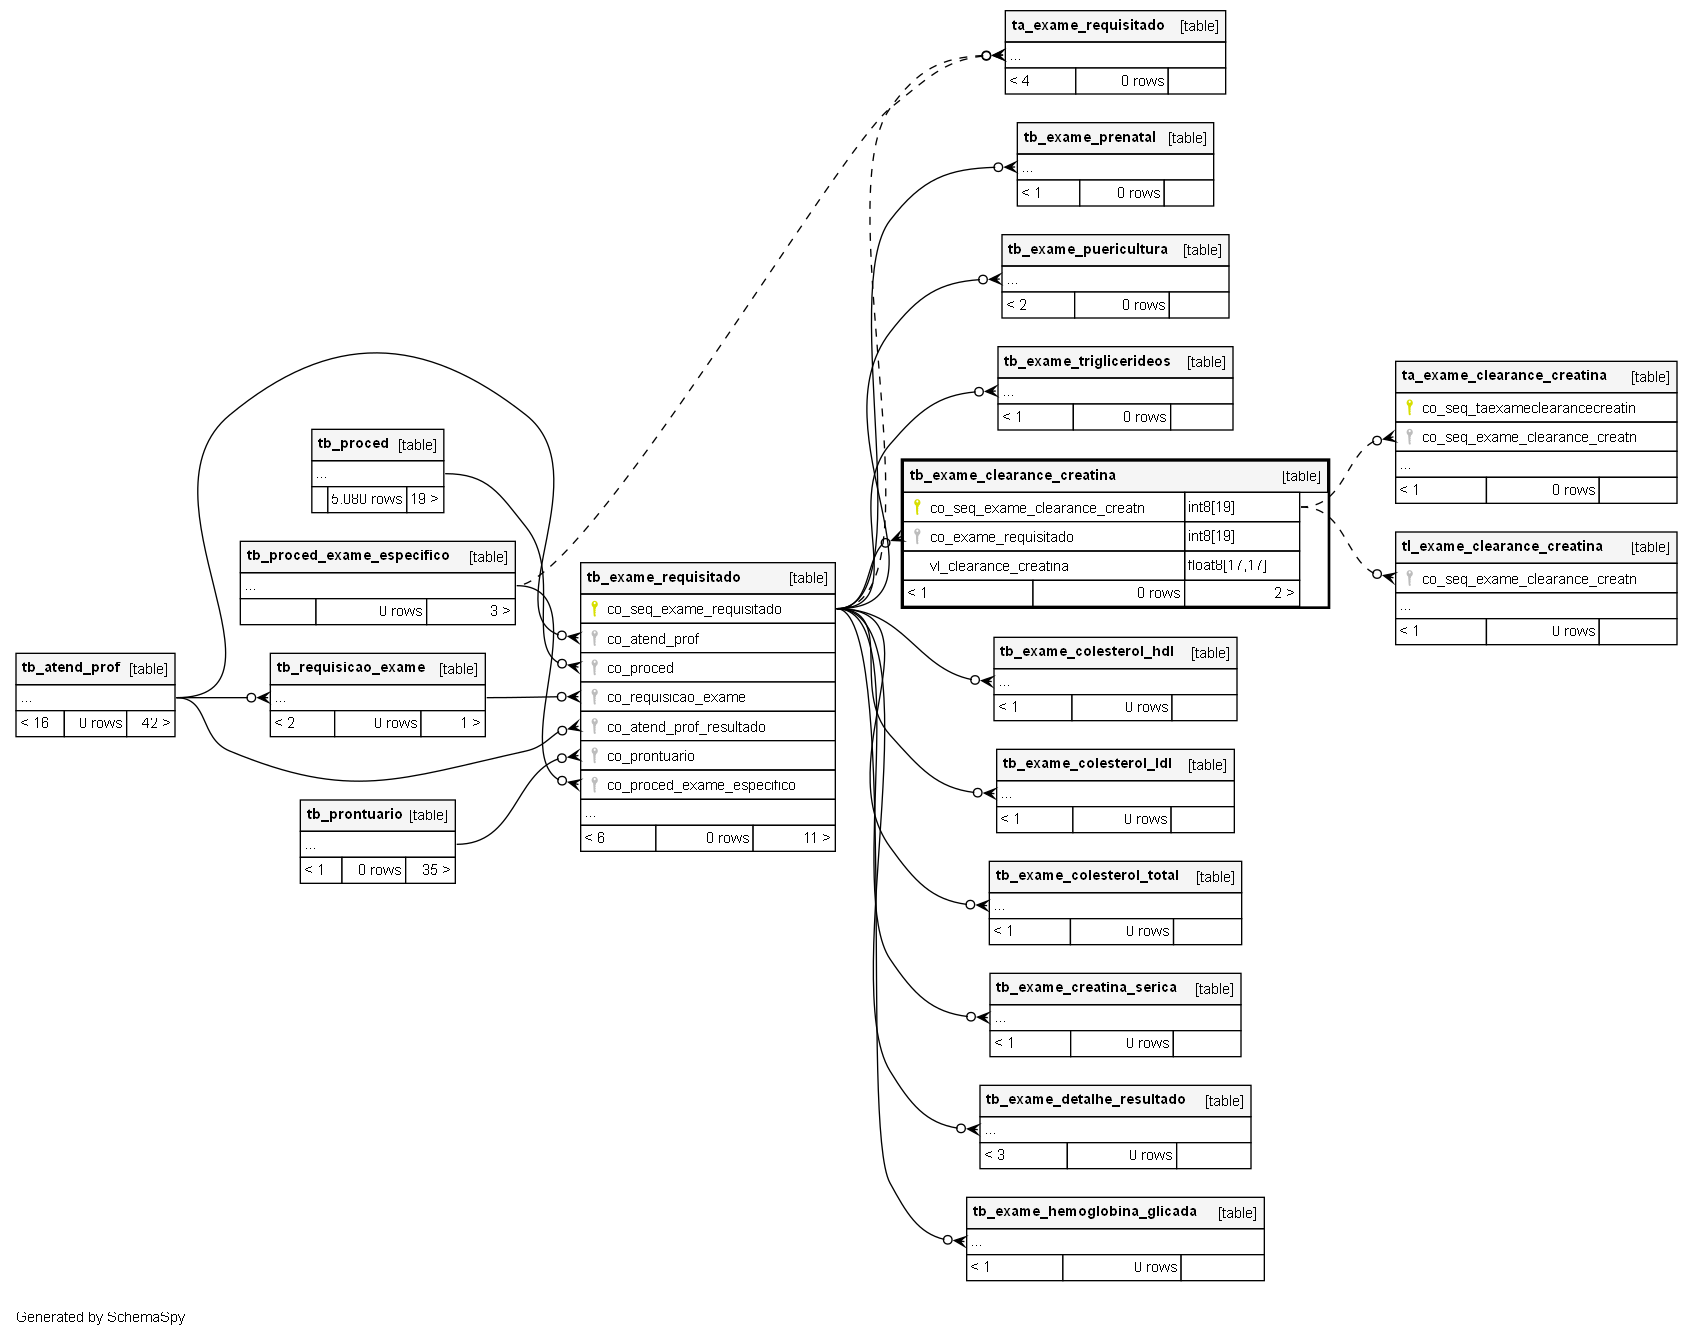 ta_exame_requisitado [table]
...
< 4 0 rows
tb_exame_prenatal [table]
...
< 1 0 rows
tb_exame_puericultura [table]
...
< 2 0 rows
tb_exame_triglicerideos [table]
...
< 1 0 rows
ta_exame_clearance_creatina [table]
co_seq_taexameclearancecreatin
co_seq_exame_clearance_creatn
...
< 1 0 rows
tb_proced [table]
...
5.080 rows 19 >
tb_exame_clearance_creatina [table]
co_seq_exame_clearance_creatn int8[19]
co_exame_requisitado int8[19]
vl_clearance_creatina float8[17,17]
< 1 0 rows 2 >
tl_exame_clearance_creatina [table]
co_seq_exame_clearance_creatn
...
< 1 0 rows
tb_proced_exame_especifico [table]
...
0 rows 3 >
tb_exame_requisitado [table]
co_seq_exame_requisitado
co_atend_prof
co_proced
co_requisicao_exame
co_atend_prof_resultado
co_prontuario
co_proced_exame_especifico
...
< 6 0 rows 11 >
tb_atend_prof [table]
...
< 16 0 rows 42 >
tb_requisicao_exame [table]
...
< 2 0 rows 1 >
tb_prontuario [table]
...
< 1 0 rows 35 >
tb_exame_colesterol_hdl [table]
...
< 1 0 rows
tb_exame_colesterol_ldl [table]
...
< 1 0 rows
tb_exame_colesterol_total [table]
...
< 1 0 rows
tb_exame_creatina_serica [table]
...
< 1 0 rows
tb_exame_detalhe_resultado [table]
...
< 3 0 rows
tb_exame_hemoglobina_glicada [table]
...
< 1 0 rows
Generated by SchemaSpy